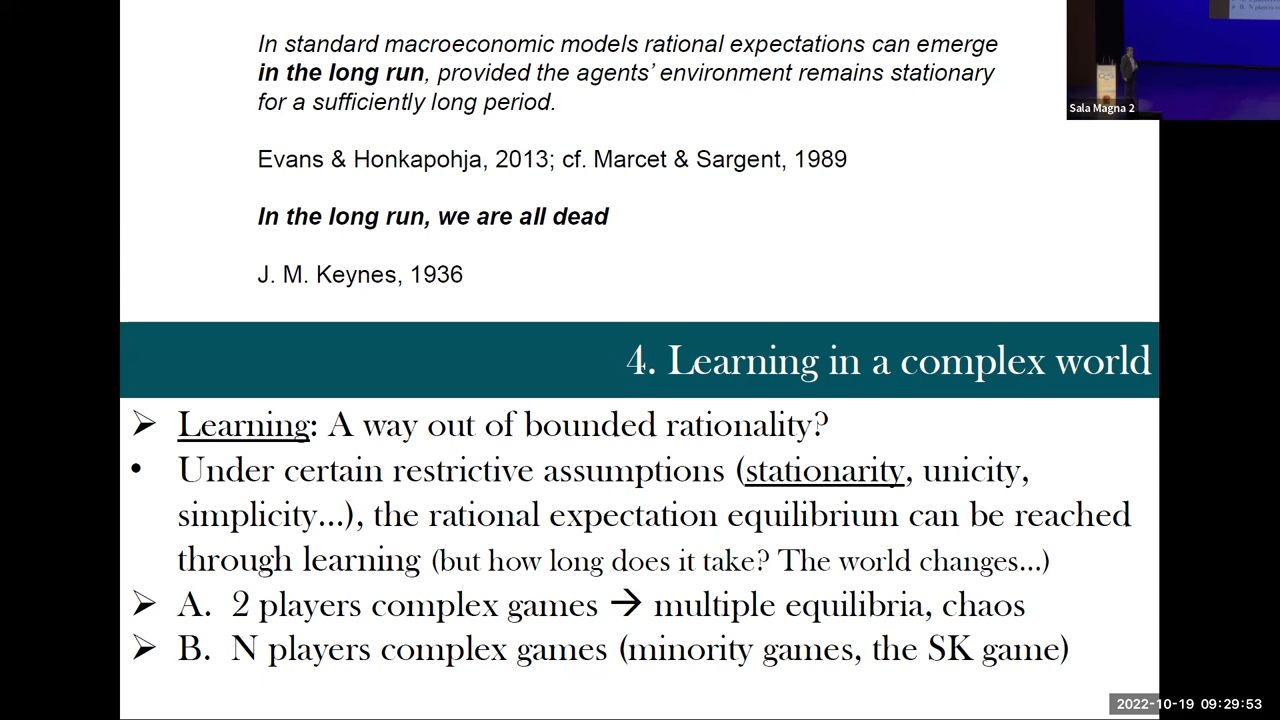 In standard macroeconomic models rational expectations can emerge
in the long run, provided the agents' environment remains stationary
for a sufficiently long period.
Evans & Honkapohja, 2013; cf. Marcet & Sargent, 1989
In the long run, we are all dead
J. M. Keynes, 1936
Sala Magna 2
4. Learning in a complex world
➢ Learning: A way out of bounded rationality?
• Under certain restrictive assumptions (stationarity, unicity,
simplicity…), the rational expectation equilibrium can be reached
through learning (but how long does it take? The world changes…)
➢ A. 2 players complex games → multiple equilibria, chaos
➢ B. N players complex games (minority games, the SK game)
2022-10-19 09:29:53